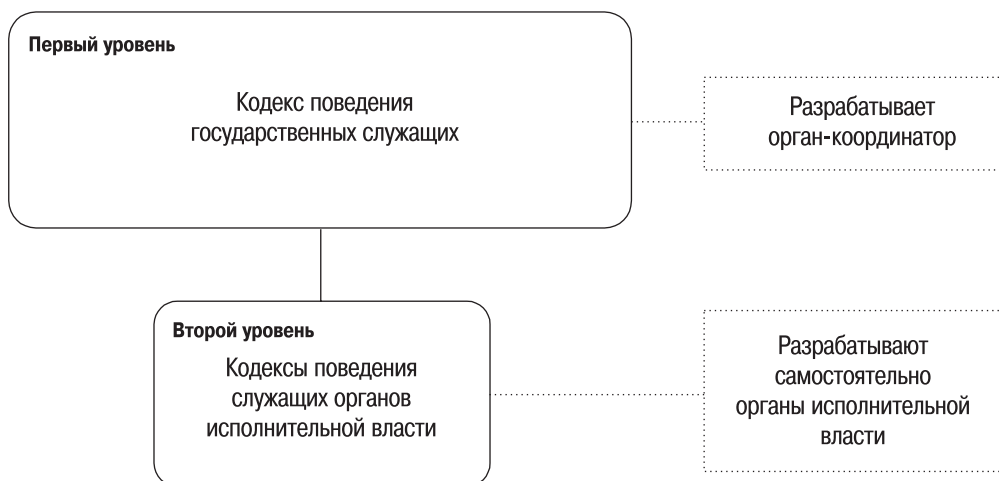 Первый уровень
Кодекс поведения
государственных служащих
Разрабатывает
орган-координатор
Второй уровень
Кодексы поведения
служащих органов
исполнительной власти
Разрабатывают
самостоятельно
органы исполнительной
власти